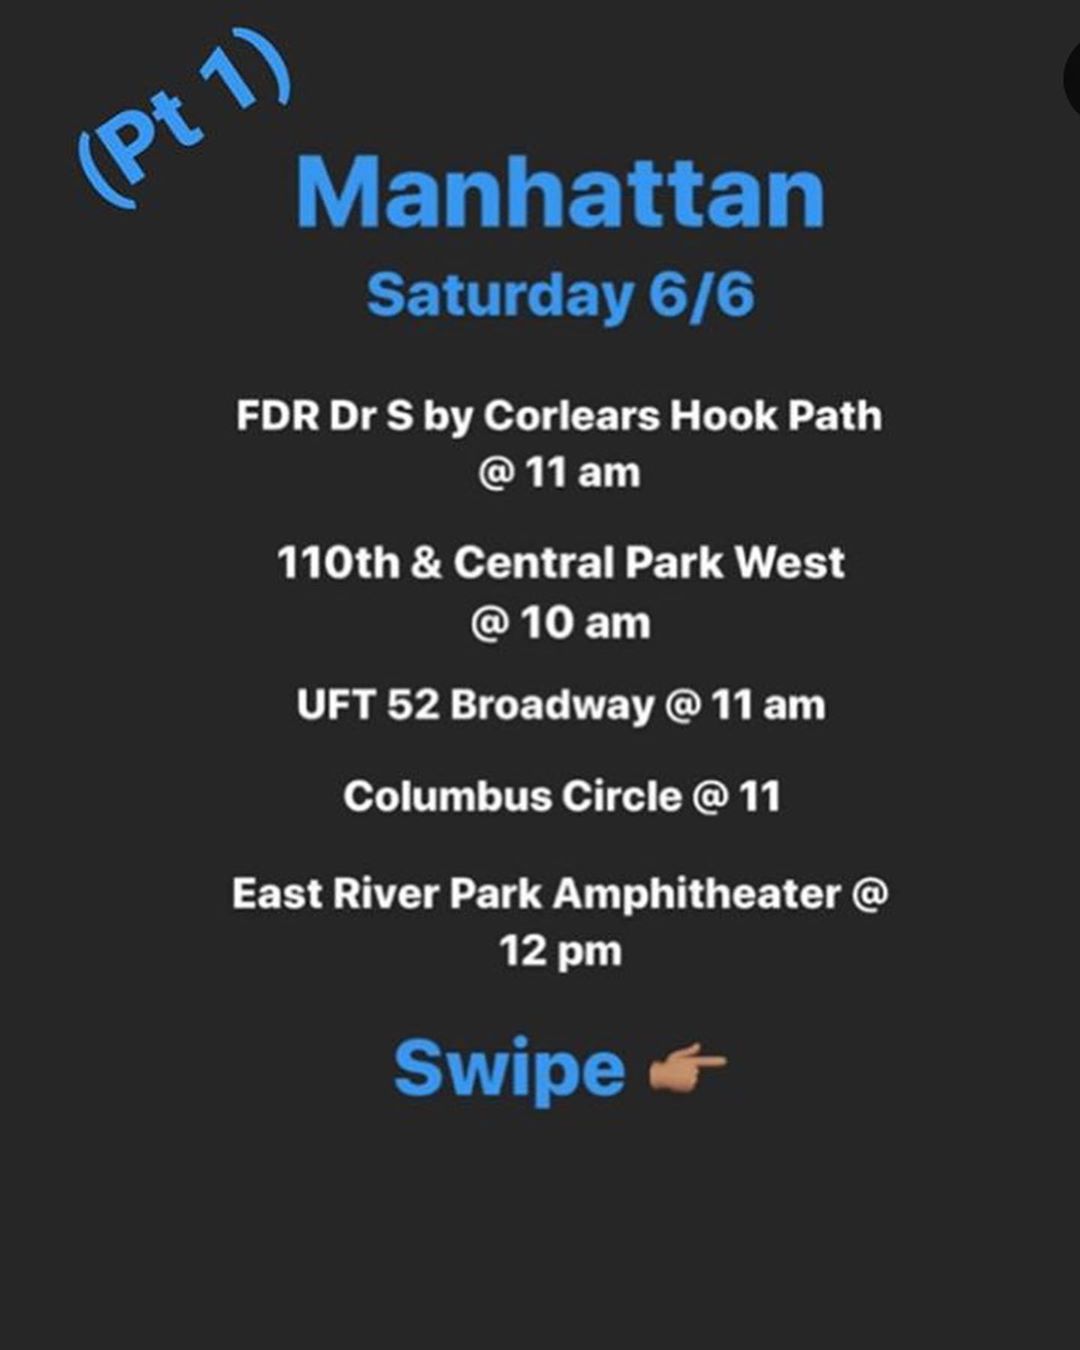 (Pt 1)
Manhattan
Saturday 6/6
FDR Dr S by Corlears Hook Path
@ 11 am
110th & Central Park West
@ 10 am
UFT 52 Broadway @ 11 am
Columbus Circle @ 11
East River Park Amphitheater @
12 pm
Swipe 👉🏽